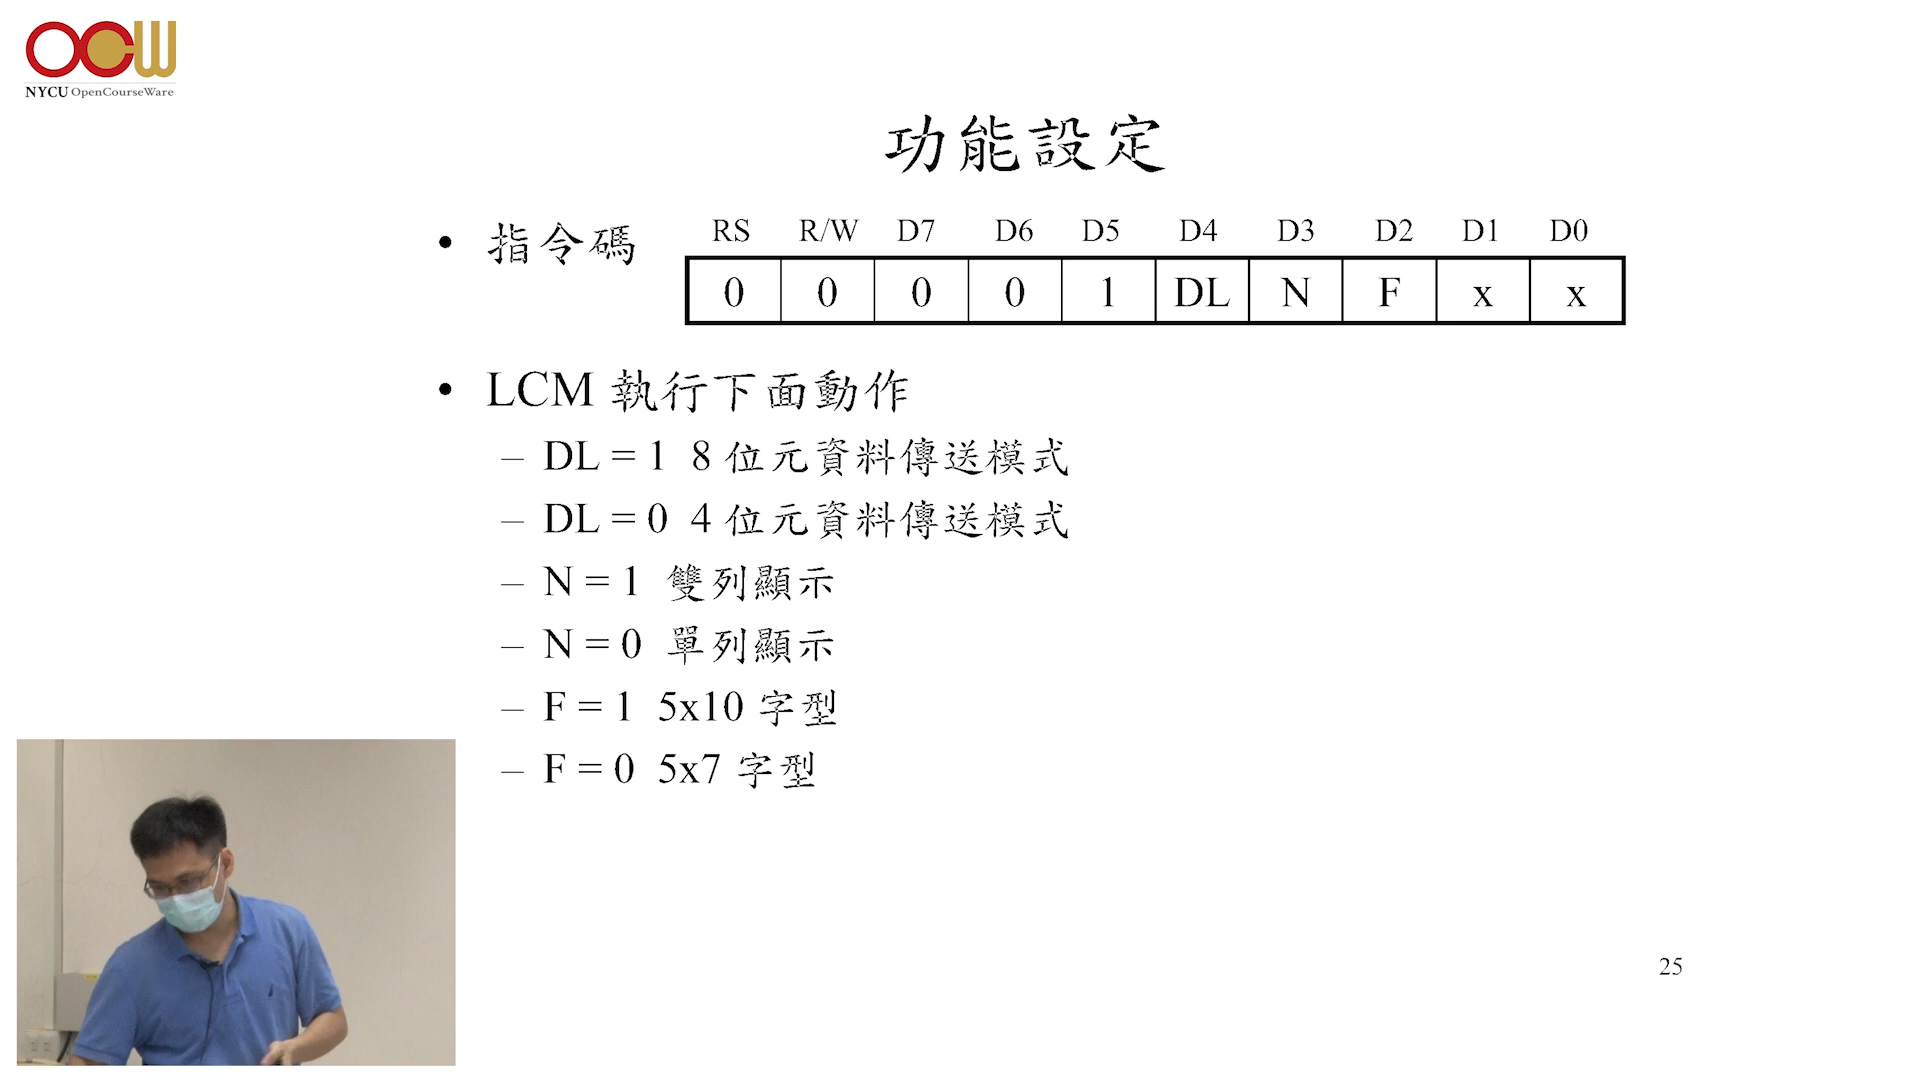 OCW
NYCU OpenCourseWare
功能設定
• 指令碼
RS R/W D7 D6 D5 D4 D3 D2 D1 D0
0 0 0 0 1 DL N F x x
• LCM 執行下面動作
– DL = 1 8 位元資料傳送模式
– DL = 0 4 位元資料傳送模式
– N = 1 雙列顯示
– N = 0 單列顯示
– F = 1 5x10 字型
– F = 0 5x7 字型
25